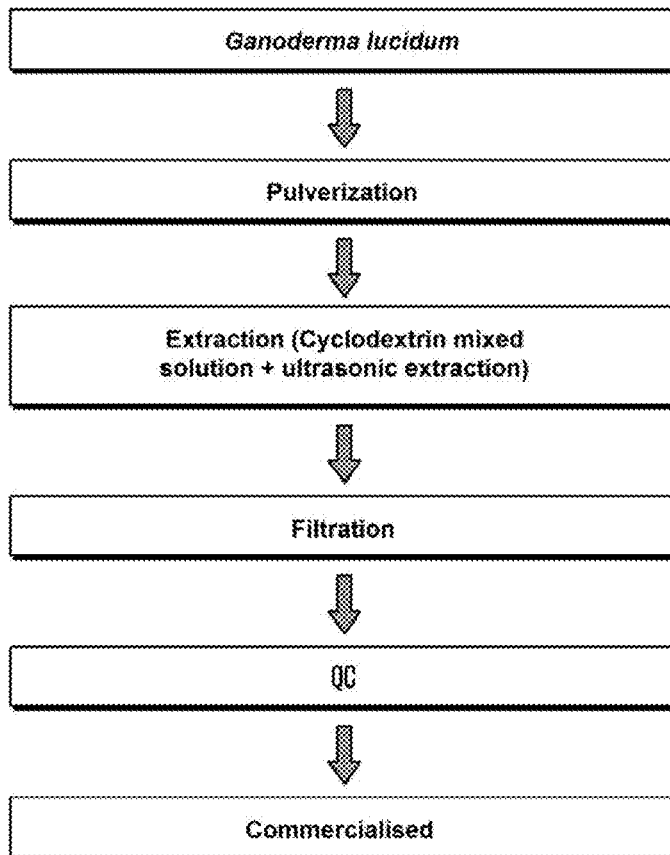 Ganoderma lucidum
Pulverization
Extraction (Cyclodextrin mixed
solution + ultrasonic extraction)
Filtration
QC
Commercialised